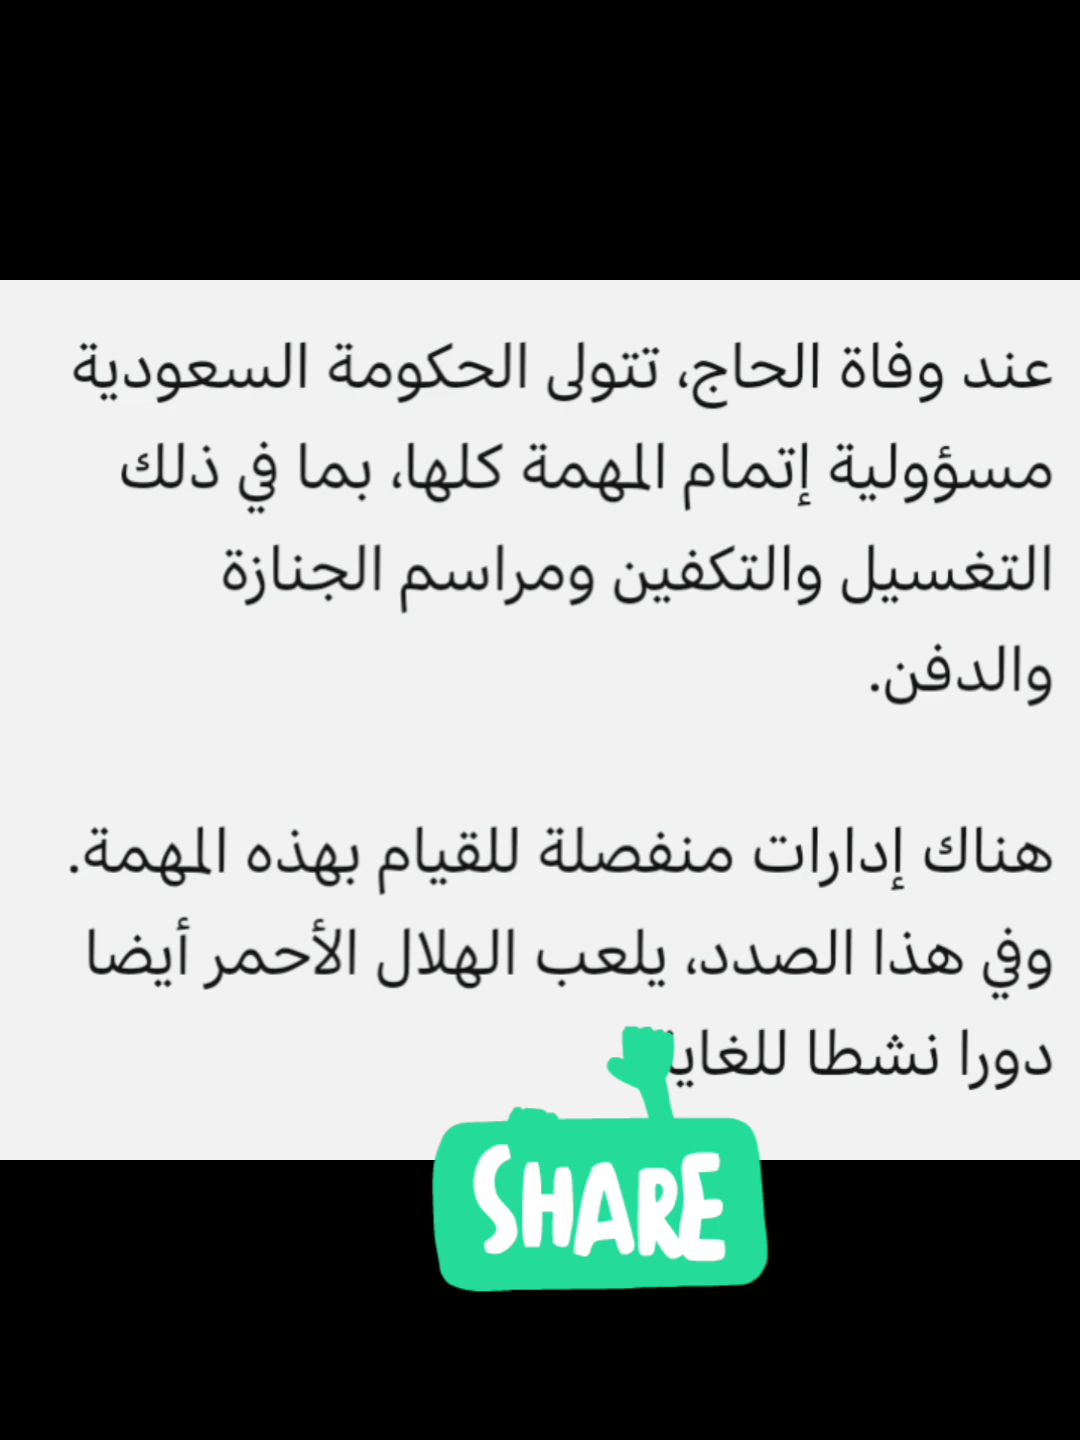 عند وفاة الحاج، تتولى الحكومة السعودية
مسؤولية إتمام المهمة كلها، بما في ذلك
التغسيل والتكفين ومراسم الجنازة
والدفن.
هناك إدارات منفصلة للقيام بهذه المهمة.
وفي هذا الصدد، يلعب الهلال الأحمر أيضا
دورا نشطا
SHARE